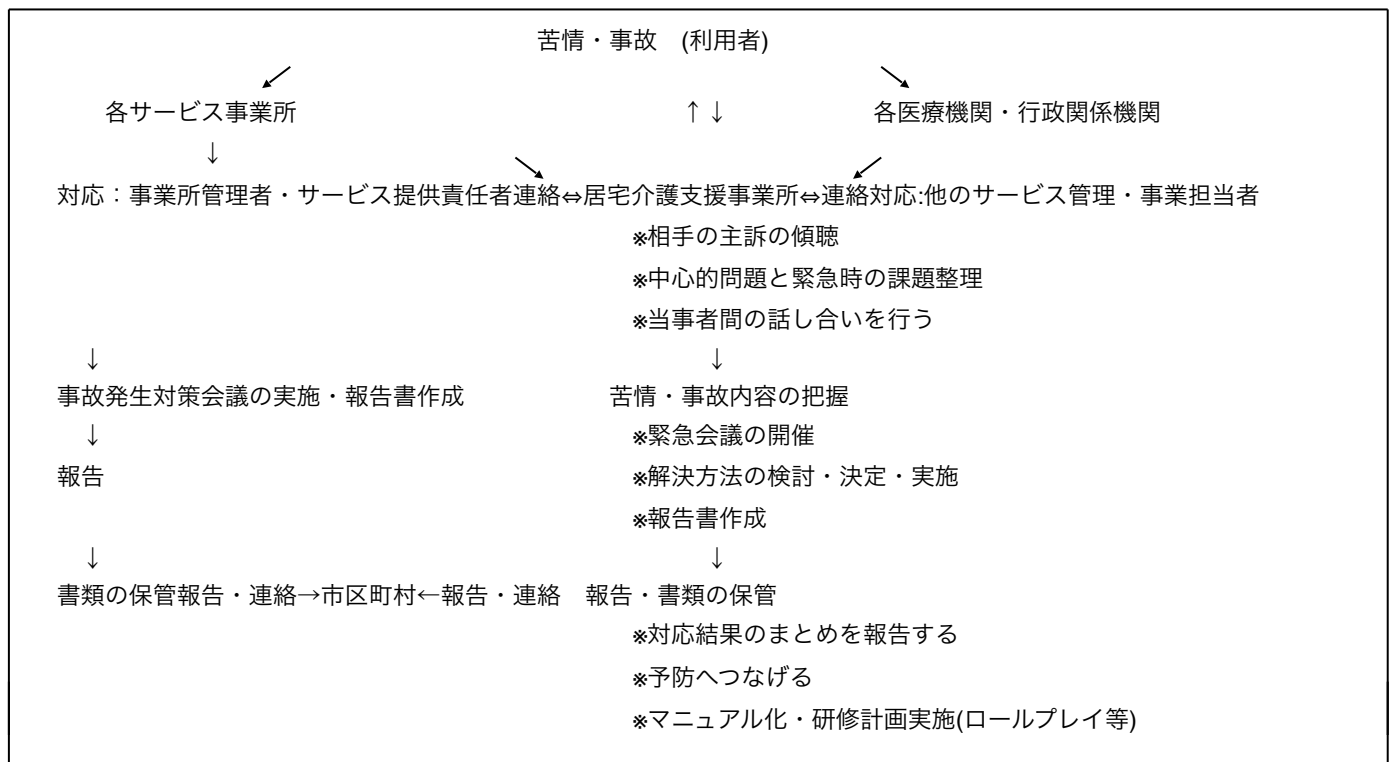 苦情・事故　(利用者)
各サービス事業所　↑↓　各医療機関・行政関係機関
↓
対応：事業所管理者・サービス提供責任者連絡⇔居宅介護支援事業所⇔連絡対応:他のサービス管理・事業担当者
※相手の主訴の傾聴
※中心的問題と緊急時の課題整理
※当事者間の話し合いを行う
↓　↓
事故発生対策会議の実施・報告書作成　苦情・事故内容の把握
↓　※緊急会議の開催
報告　※解決方法の検討・決定・実施
※報告書作成
↓　↓
書類の保管報告・連絡→市区町村←報告・連絡　報告・書類の保管
※対応結果のまとめを報告する
※予防へつなげる
※マニュアル化・研修計画実施(ロールプレイ等)